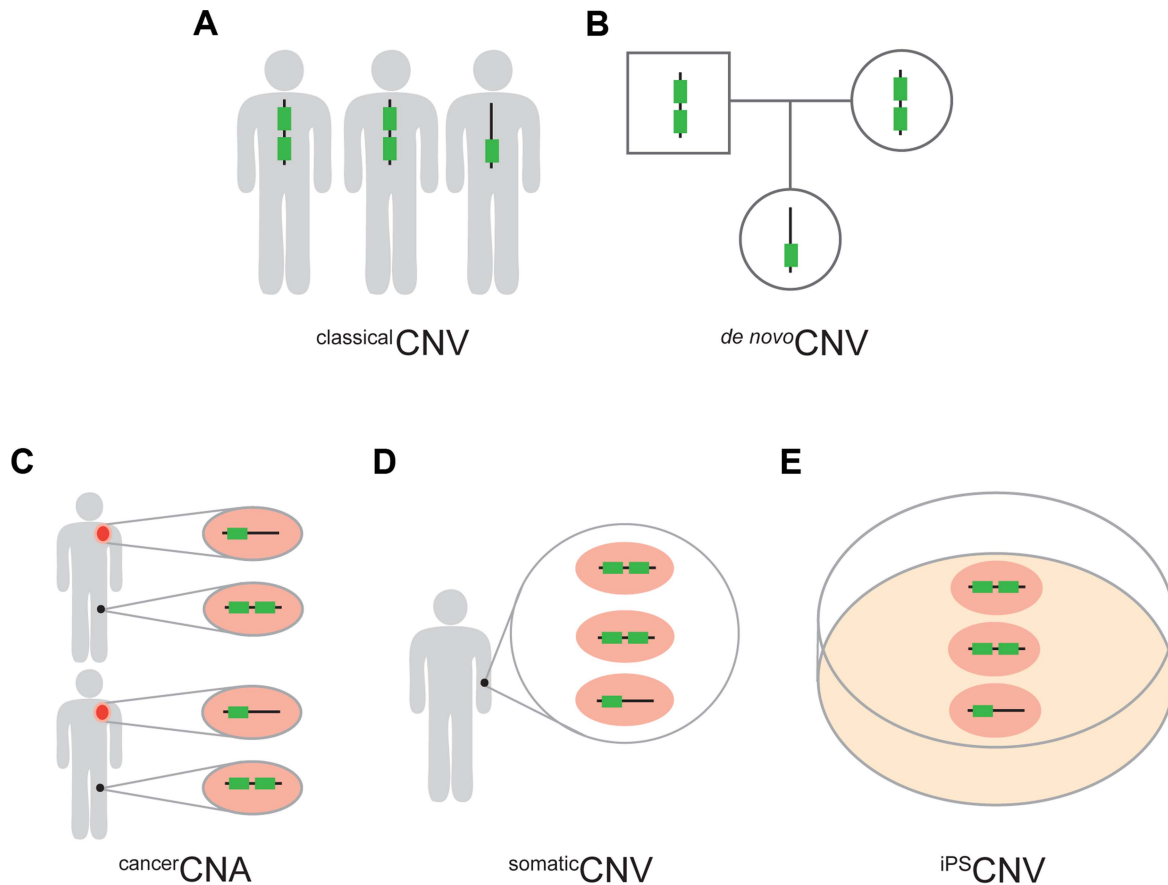 A
B
classicalCNV
de novoCNV
C
D
E
cancerCNA
somaticCNV
iPSCNV